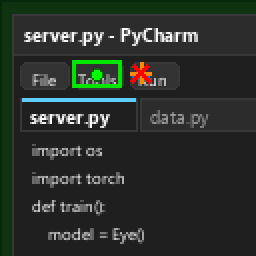 server.py - PyCharm
File Tools Run
server.py data.py
import os
import torch
def train():
model = Eye()